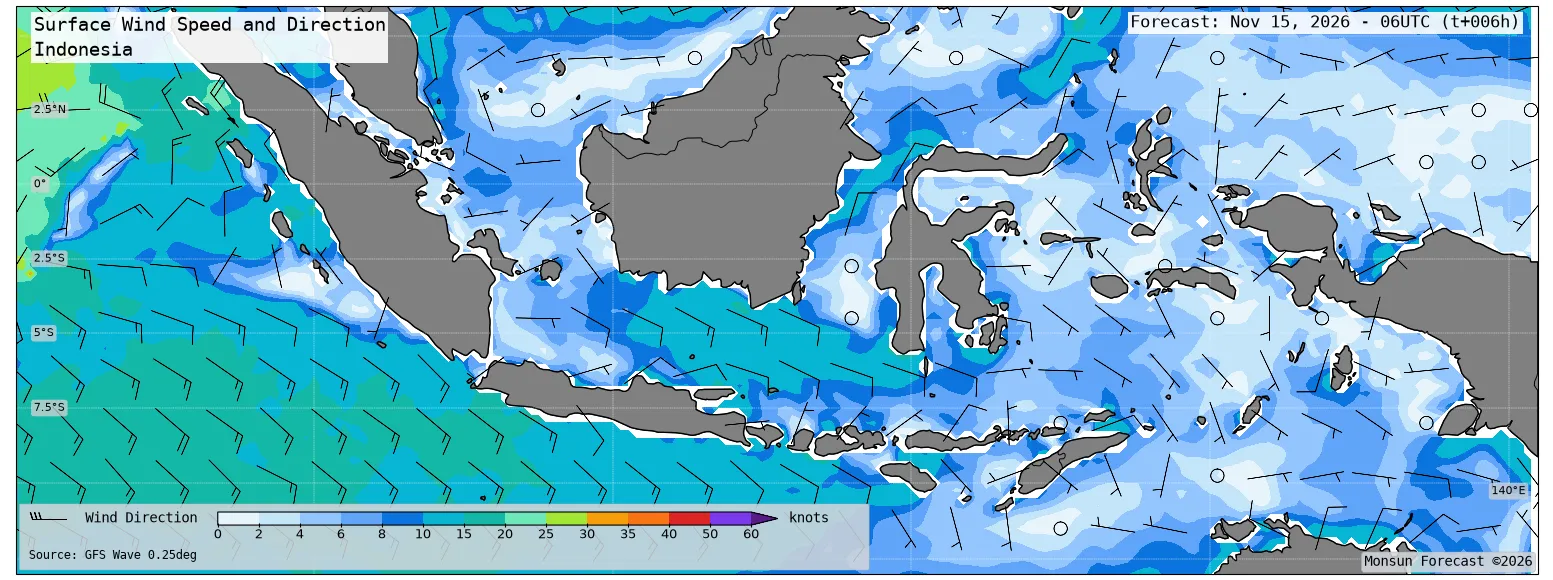 Surface Wind Speed and Direction
Indonesia
Forecast: Nov 15, 2026 - 06UTC (t+006h)
2.5°N
0°
2.5°S
5°S
7.5°S
140°E
Wind Direction
0 2 4 6 8 10 15 20 25 30 35 40 50 60
knots
Source: GFS Wave 0.25deg
Monsun Forecast ©2026